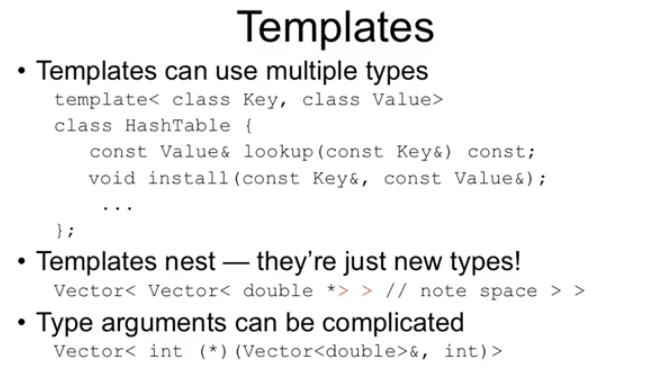 Templates
• Templates can use multiple types
template< class Key, class Value>
class HashTable {
const Value& lookup(const Key&) const;
void install(const Key&, const Value&);
...
};
• Templates nest — they're just new types!
Vector< Vector< double *> > // note space > >
• Type arguments can be complicated
Vector< int (*)(Vector<double>&, int)>